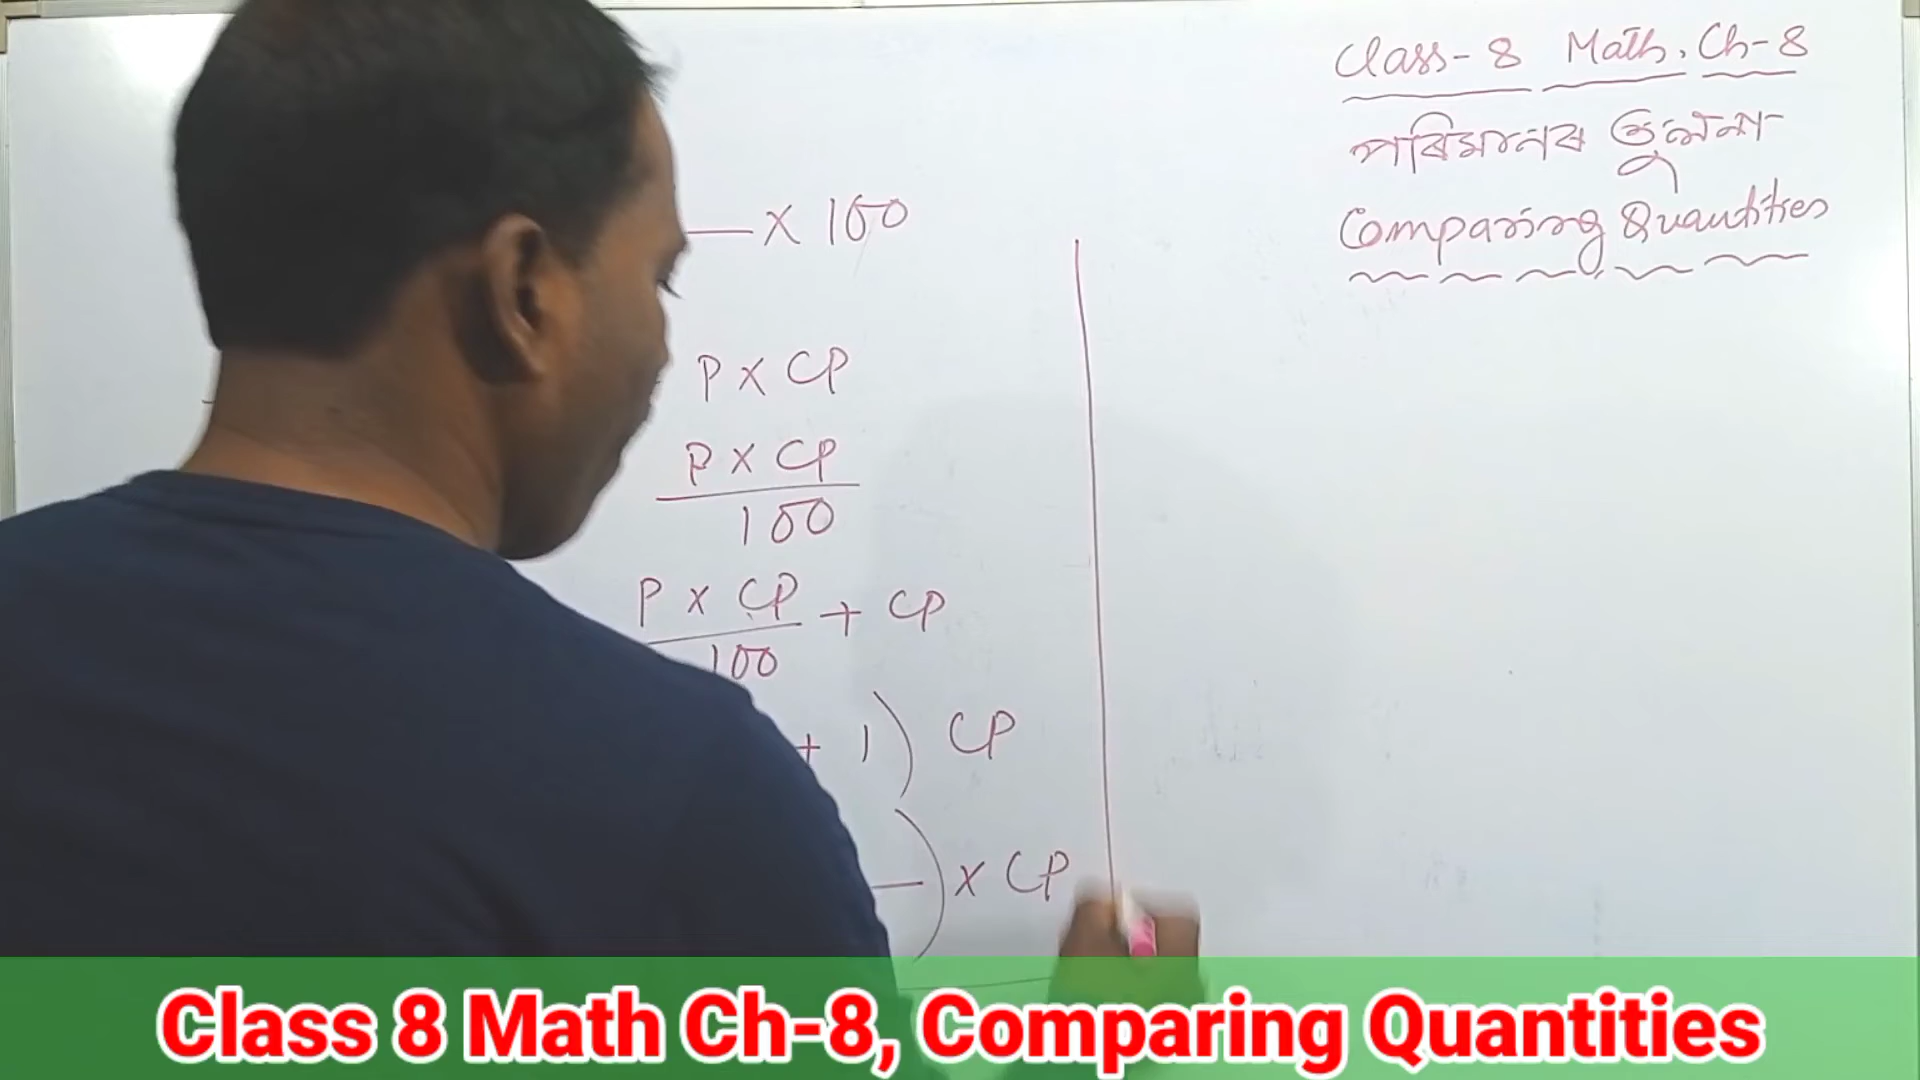 Class-8 Math. Ch-8
পৰিমানৰ তুলনা
Comparing Quantities
— x 100
P x CP
P x CP
100
P x CP + CP
100
+ 1) CP
) x CP
Class 8 Math Ch-8, Comparing Quantities